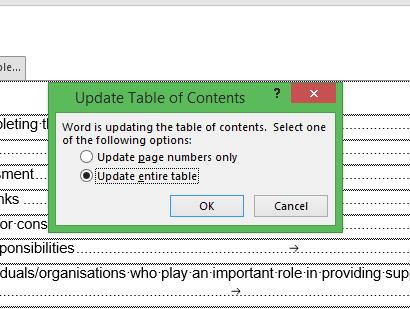 ble...
Update Table of Contents ? x
Word is updating the table of contents. Select one
of the following options:
Update page numbers only
Update entire table
OK Cancel
pleting
sment
nks
or cons
ponsibilities →
duals/organisations·who·play·an·important·role·in·providing·sup
→